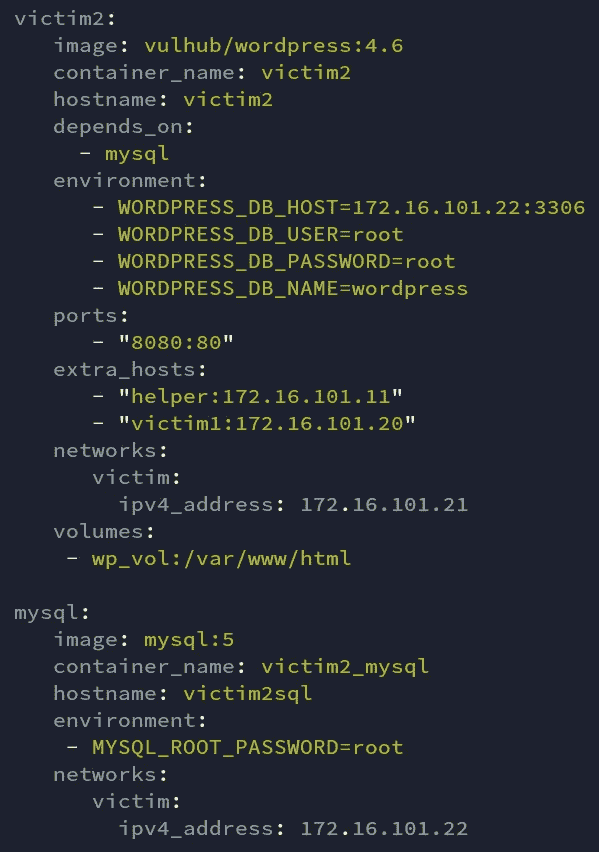 victim2:
   image: vulhub/wordpress:4.6
   container_name: victim2
   hostname: victim2
   depends_on:
     - mysql
   environment:
      - WORDPRESS_DB_HOST=172.16.101.22:3306
      - WORDPRESS_DB_USER=root
      - WORDPRESS_DB_PASSWORD=root
      - WORDPRESS_DB_NAME=wordpress
   ports:
      - "8080:80"
   extra_hosts:
      - "helper:172.16.101.11"
      - "victim1:172.16.101.20"
   networks:
      victim:
        ipv4_address: 172.16.101.21
   volumes:
    - wp_vol:/var/www/html

mysql:
   image: mysql:5
   container_name: victim2_mysql
   hostname: victim2sql
   environment:
    - MYSQL_ROOT_PASSWORD=root
   networks:
      victim:
        ipv4_address: 172.16.101.22